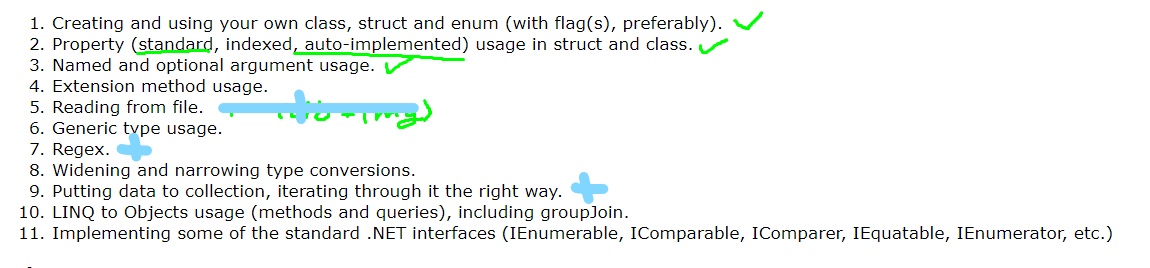 1. Creating and using your own class, struct and enum (with flag(s), preferably).
2. Property (standard, indexed, auto-implemented) usage in struct and class.
3. Named and optional argument usage.
4. Extension method usage.
5. Reading from file.
6. Generic type usage.
7. Regex.
8. Widening and narrowing type conversions.
9. Putting data to collection, iterating through it the right way.
10. LINQ to Objects usage (methods and queries), including groupJoin.
11. Implementing some of the standard .NET interfaces (IEnumerable, IComparable, IComparer, IEquatable, IEnumerator, etc.)